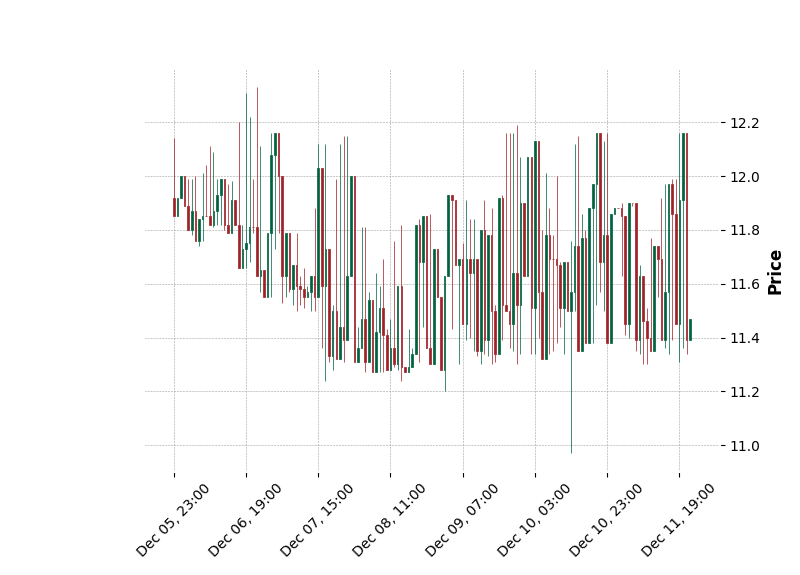 12.2
12.0
11.8
11.6
11.4
11.2
11.0
Price
Dec 05, 23:00
Dec 06, 19:00
Dec 07, 15:00
Dec 08, 11:00
Dec 09, 07:00
Dec 10, 03:00
Dec 10, 23:00
Dec 11, 19:00